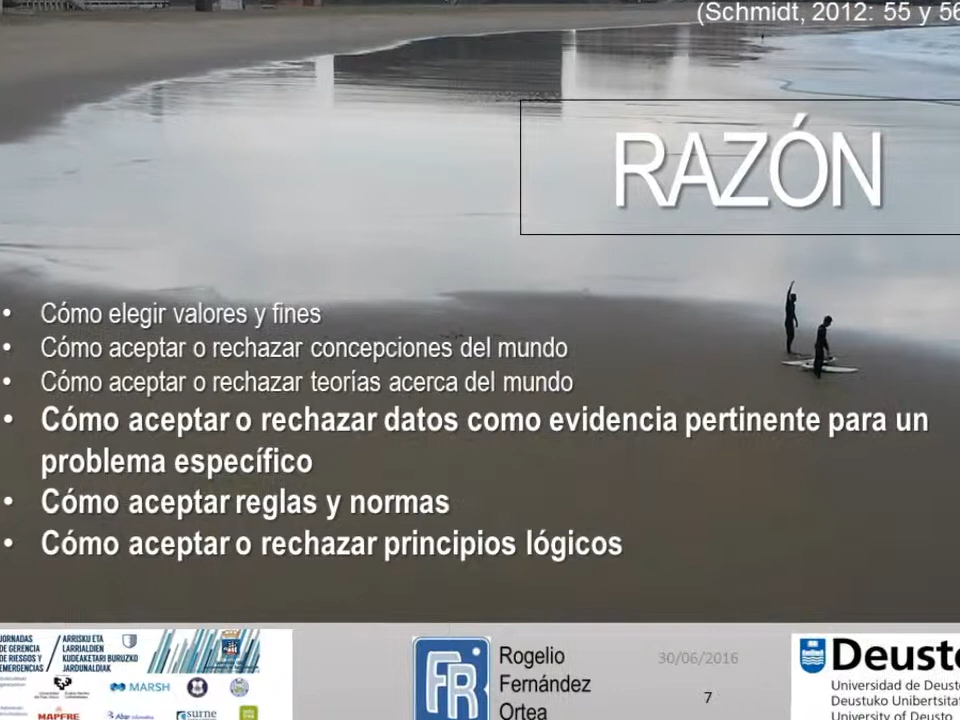 (Schmidt, 2012: 55 y 56
RAZÓN
• Cómo elegir valores y fines
• Cómo aceptar o rechazar concepciones del mundo
• Cómo aceptar o rechazar teorías acerca del mundo
• Cómo aceptar o rechazar datos como evidencia pertinente para un
problema específico
• Cómo aceptar reglas y normas
• Cómo aceptar o rechazar principios lógicos
JORNADAS
DE GERENCIA
DE RIESGOS Y
EMERGENCIAS
ARRISKU ETA
LARRIALDIEN
KUDEAKETARI BURUZKO
JARDUNALDIAK
MARSH
MAPFRE
surne
FR
Rogelio
Fernández
Ortea
30/06/2016
7
Deusto
Universidad de Deusto
Deustuko Unibertsita
University of Deusto